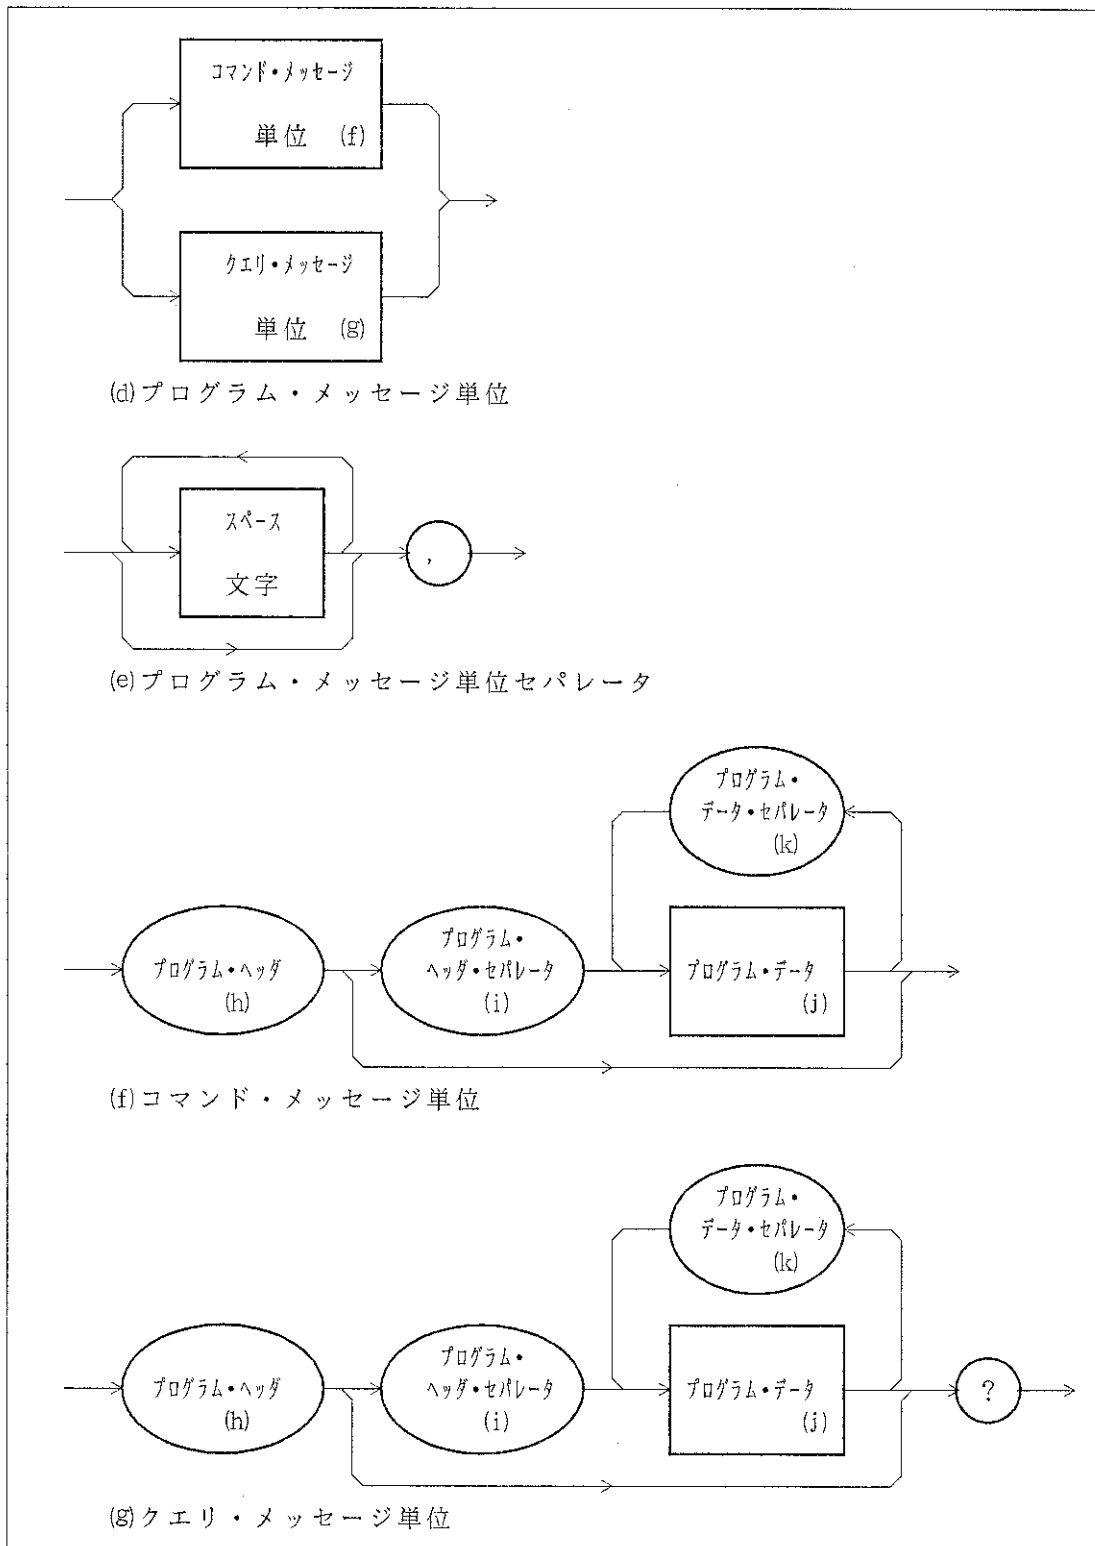 コマンド・メッセージ
単位 (f)
クエリ・メッセージ
単位 (g)
(d)プログラム・メッセージ単位
スペース
文字
,
(e)プログラム・メッセージ単位セパレータ
プログラム・
データ・セパレータ
(k)
プログラム・ヘッダ
(h)
プログラム・
ヘッダ・セパレータ
(i)
プログラム・データ
(j)
(f)コマンド・メッセージ単位
プログラム・
データ・セパレータ
(k)
プログラム・ヘッダ
(h)
プログラム・
ヘッダ・セパレータ
(i)
プログラム・データ
(j)
?
(g)クエリ・メッセージ単位